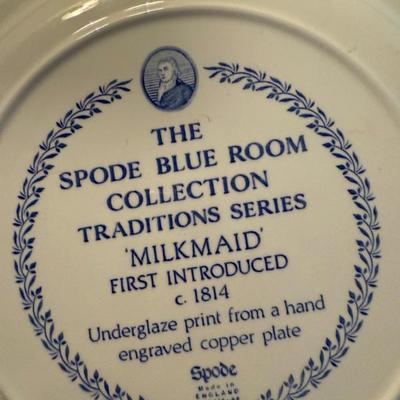 THE
SPODE BLUE ROOM
COLLECTION
TRADITIONS SERIES
'MILKMAID'
FIRST INTRODUCED
c. 1814
Underglaze print from a hand
engraved copper plate
Spode
Made in
ENGLAND